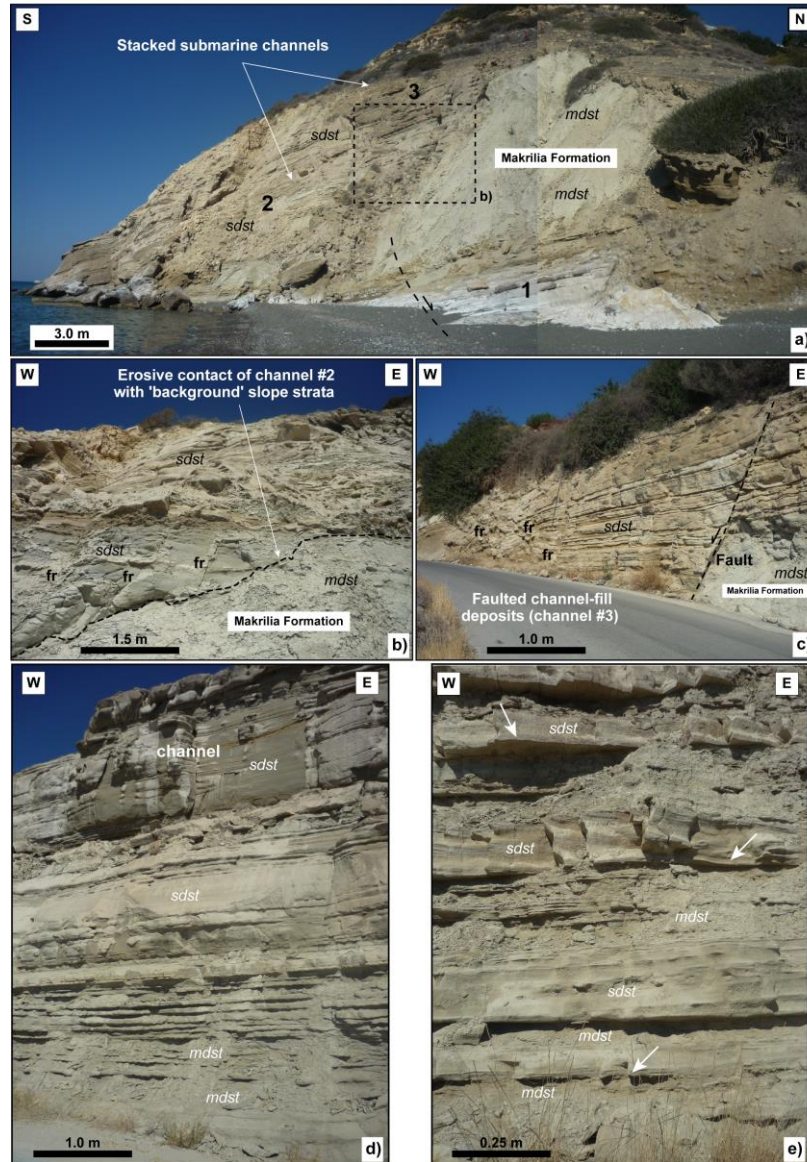 S
N
Stacked submarine channels
3
sdst
mdst
Makrilia Formation
b)
mdst
2
sdst
1
3.0 m
a)
W
E
Erosive contact of channel #2
with 'background' slope strata
sdst
sdst
fr
fr
fr
mdst
Makrilia Formation
1.5 m
b)
W
E
fr
fr
sdst
fr
Fault
mdst
Makrilia Formation
Faulted channel-fill
deposits (channel #3)
1.0 m
c)
W
E
channel
sdst
sdst
mdst
mdst
1.0 m
d)
W
E
sdst
sdst
mdst
sdst
mdst
mdst
0.25 m
e)